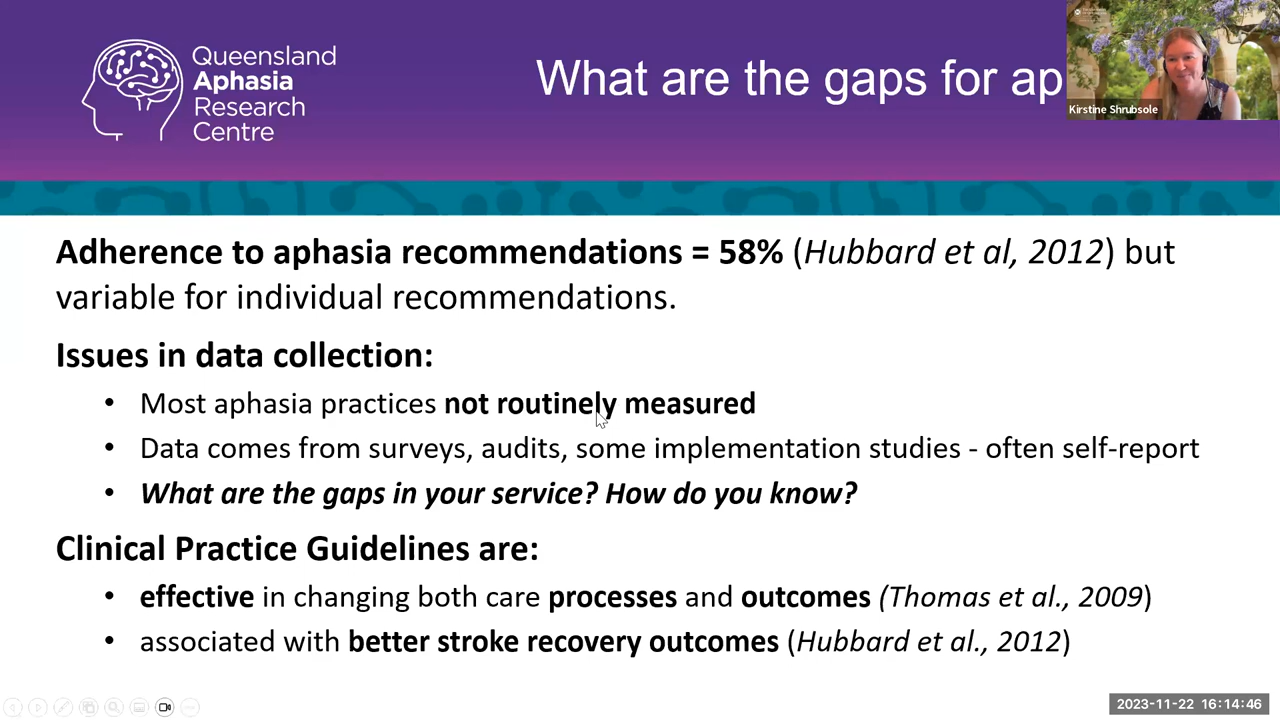 Queensland
Aphasia
Research
Centre
What are the gaps for ap
Kirstine Shrubsole
Adherence to aphasia recommendations = 58% (Hubbard et al, 2012) but
variable for individual recommendations.
Issues in data collection:
• Most aphasia practices not routinely measured
• Data comes from surveys, audits, some implementation studies - often self-report
• What are the gaps in your service? How do you know?
Clinical Practice Guidelines are:
• effective in changing both care processes and outcomes (Thomas et al., 2009)
• associated with better stroke recovery outcomes (Hubbard et al., 2012)
2023-11-22 16:14:46